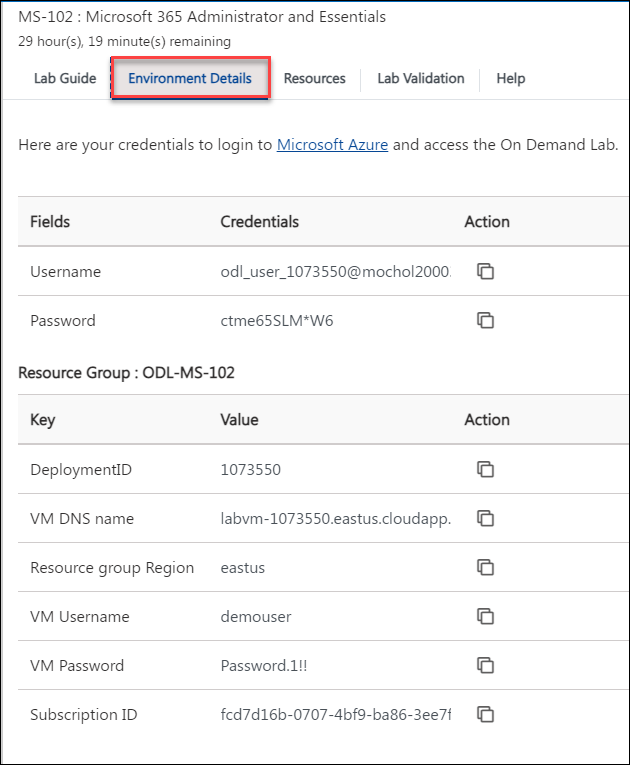 MS-102 : Microsoft 365 Administrator and Essentials
29 hour(s), 19 minute(s) remaining
Lab Guide Environment Details Resources Lab Validation Help
Here are your credentials to login to Microsoft Azure and access the On Demand Lab.
Fields Credentials Action
Username odl_user_1073550@mochol2000.
Password ctme65SLM*W6
Resource Group : ODL-MS-102
Key Value Action
DeploymentID 1073550
VM DNS name labvm-1073550.eastus.cloudapp.
Resource group Region eastus
VM Username demouser
VM Password Password.1!!
Subscription ID fcd7d16b-0707-4bf9-ba86-3ee7f